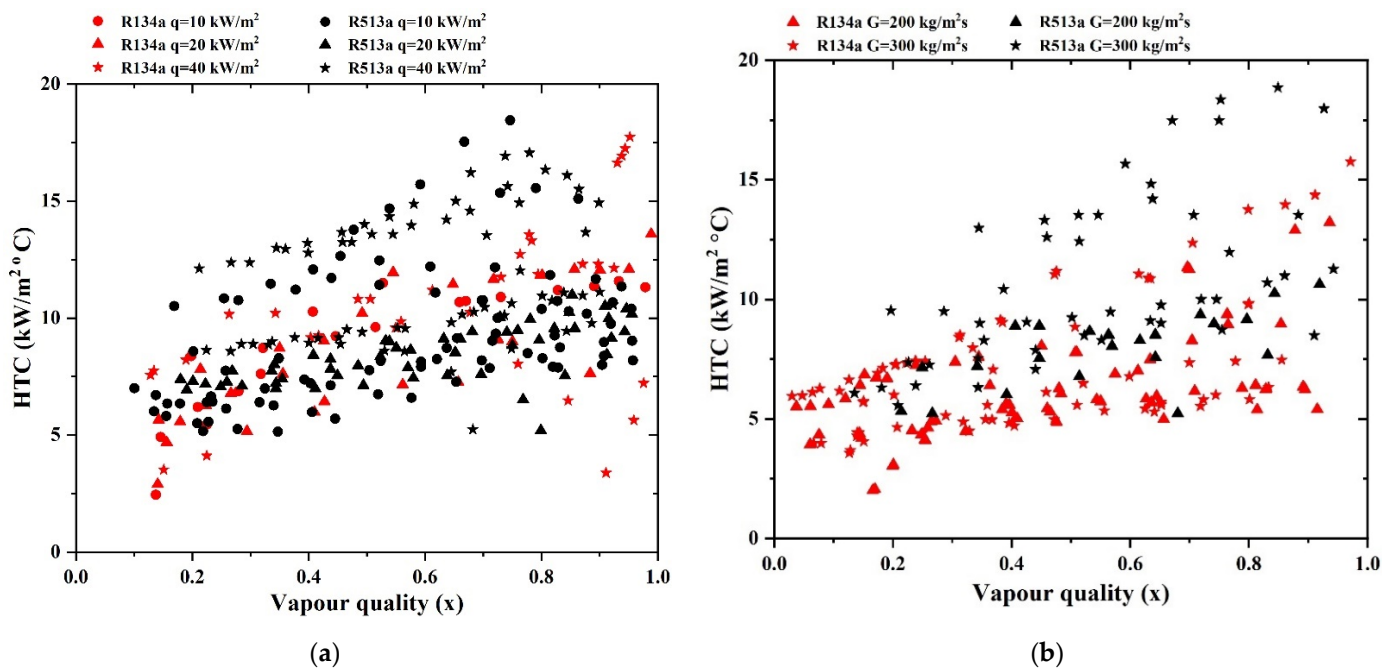 R134a q=10 kW/m²
R134a q=20 kW/m²
R134a q=40 kW/m²
R513a q=10 kW/m²
R513a q=20 kW/m²
R513a q=40 kW/m²
HTC (kW/m² °C)
20
15
10
5
0
0.0 0.2 0.4 0.6 0.8 1.0
Vapour quality (x)
(a)
R134a G=200 kg/m²s
R134a G=300 kg/m²s
R513a G=200 kg/m²s
R513a G=300 kg/m²s
HTC (kW/m² °C)
20
15
10
5
0
0.0 0.2 0.4 0.6 0.8 1.0
Vapour quality (x)
(b)